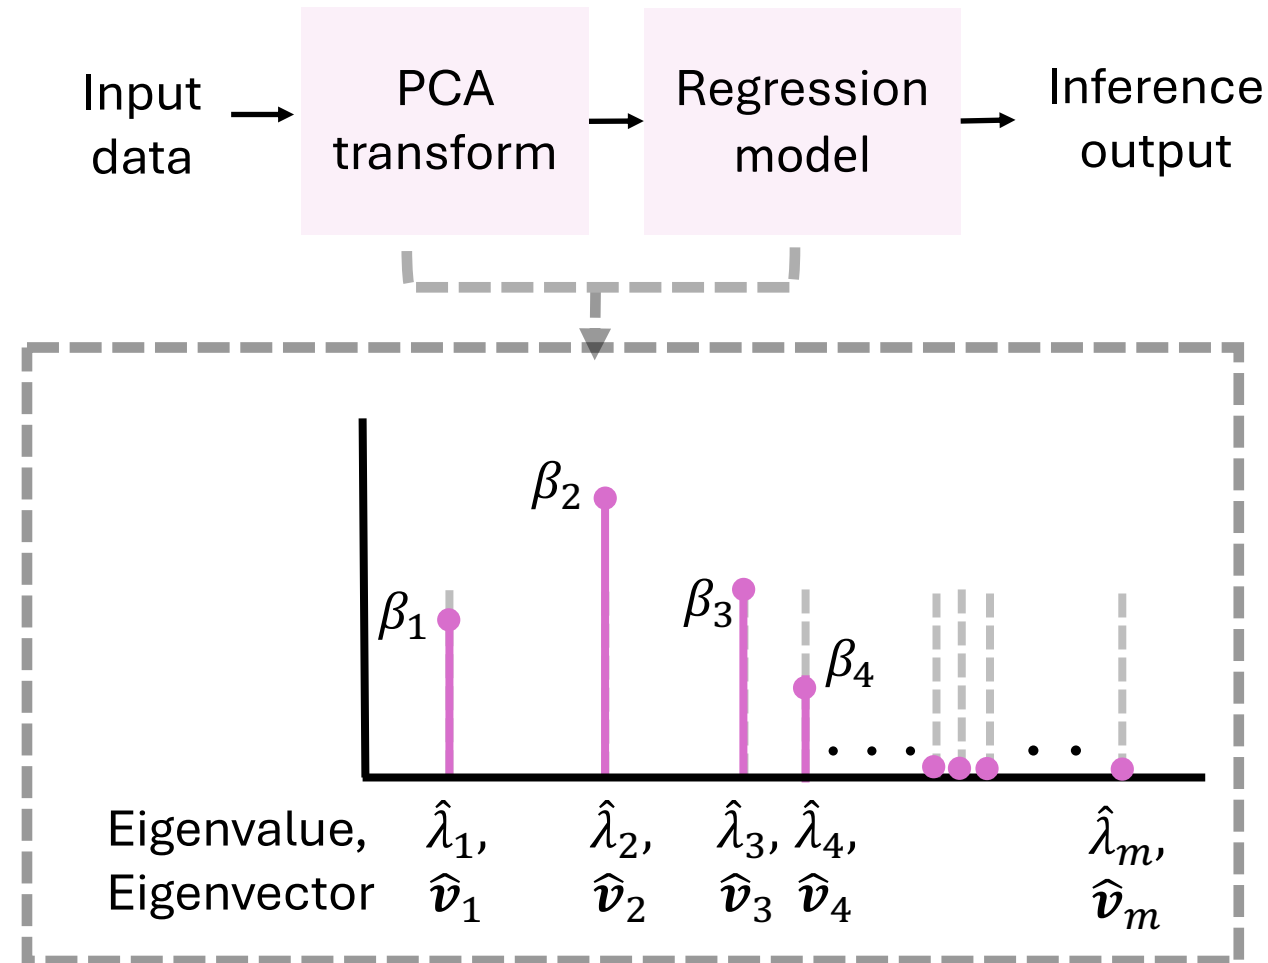 Input
data
PCA
transform
Regression
model
Inference
output
β₁
β₂
β₃
β₄
. . .
. .
Eigenvalue, λ̂₁, λ̂₂, λ̂₃, λ̂₄, λ̂ₘ,
Eigenvector v̂₁ v̂₂ v̂₃ v̂₄ v̂ₘ